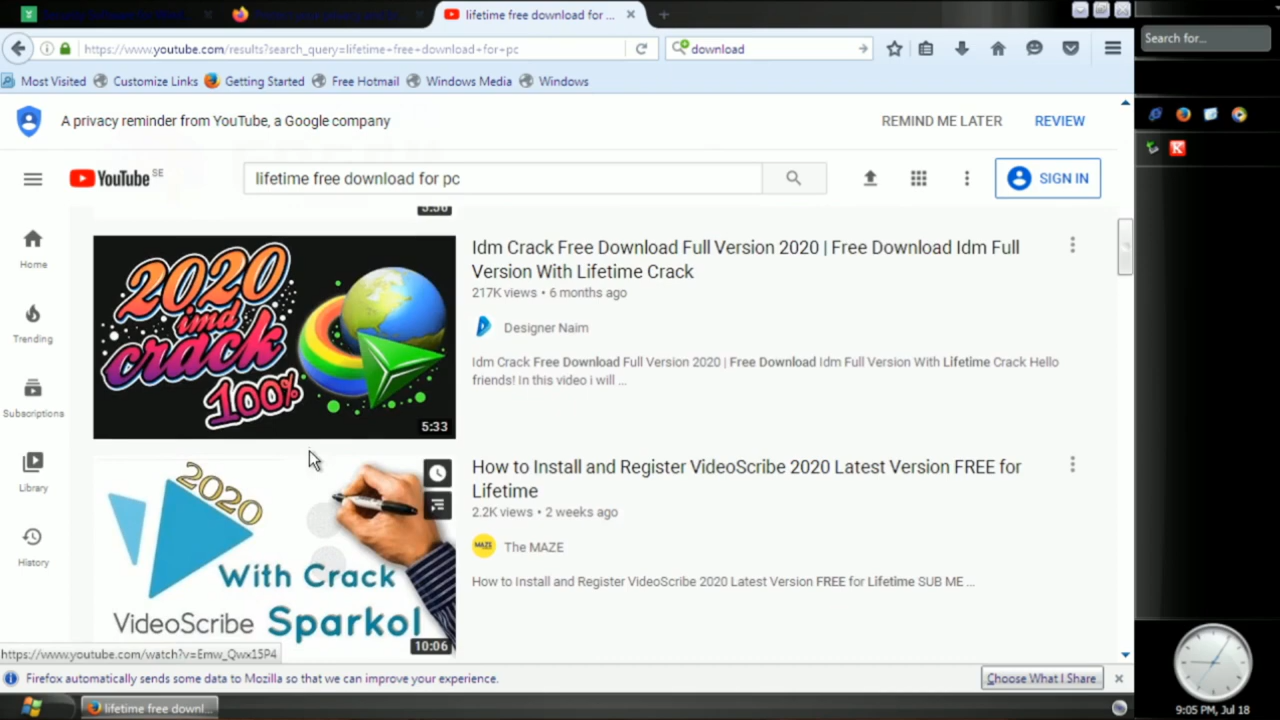 lifetime free download for ...
Search for...
https://www.youtube.com/results?search_query=lifetime+free+download+for+pc
download
Most Visited
Customize Links
Getting Started
Free Hotmail
Windows Media
Windows
A privacy reminder from YouTube, a Google company
REMIND ME LATER
REVIEW
YouTube SE
lifetime free download for pc
SIGN IN
Home
Trending
Subscriptions
Library
History
2020
imd
crack
100%
5:33
Idm Crack Free Download Full Version 2020 | Free Download Idm Full
Version With Lifetime Crack
217K views • 6 months ago
Designer Naim
Idm Crack Free Download Full Version 2020 | Free Download Idm Full Version With Lifetime Crack Hello
friends! In this video i will ...
2020
With Crack
VideoScribe Sparkol
10:06
How to Install and Register VideoScribe 2020 Latest Version FREE for
Lifetime
2.2K views • 2 weeks ago
MAZE
The MAZE
How to Install and Register VideoScribe 2020 Latest Version FREE for Lifetime SUB ME ...
https://www.youtube.com/watch?v=Emw_Qwx15P4
Firefox automatically sends some data to Mozilla so that we can improve your experience.
Choose What I Share
lifetime free downl...
9:05 PM, Jul 18